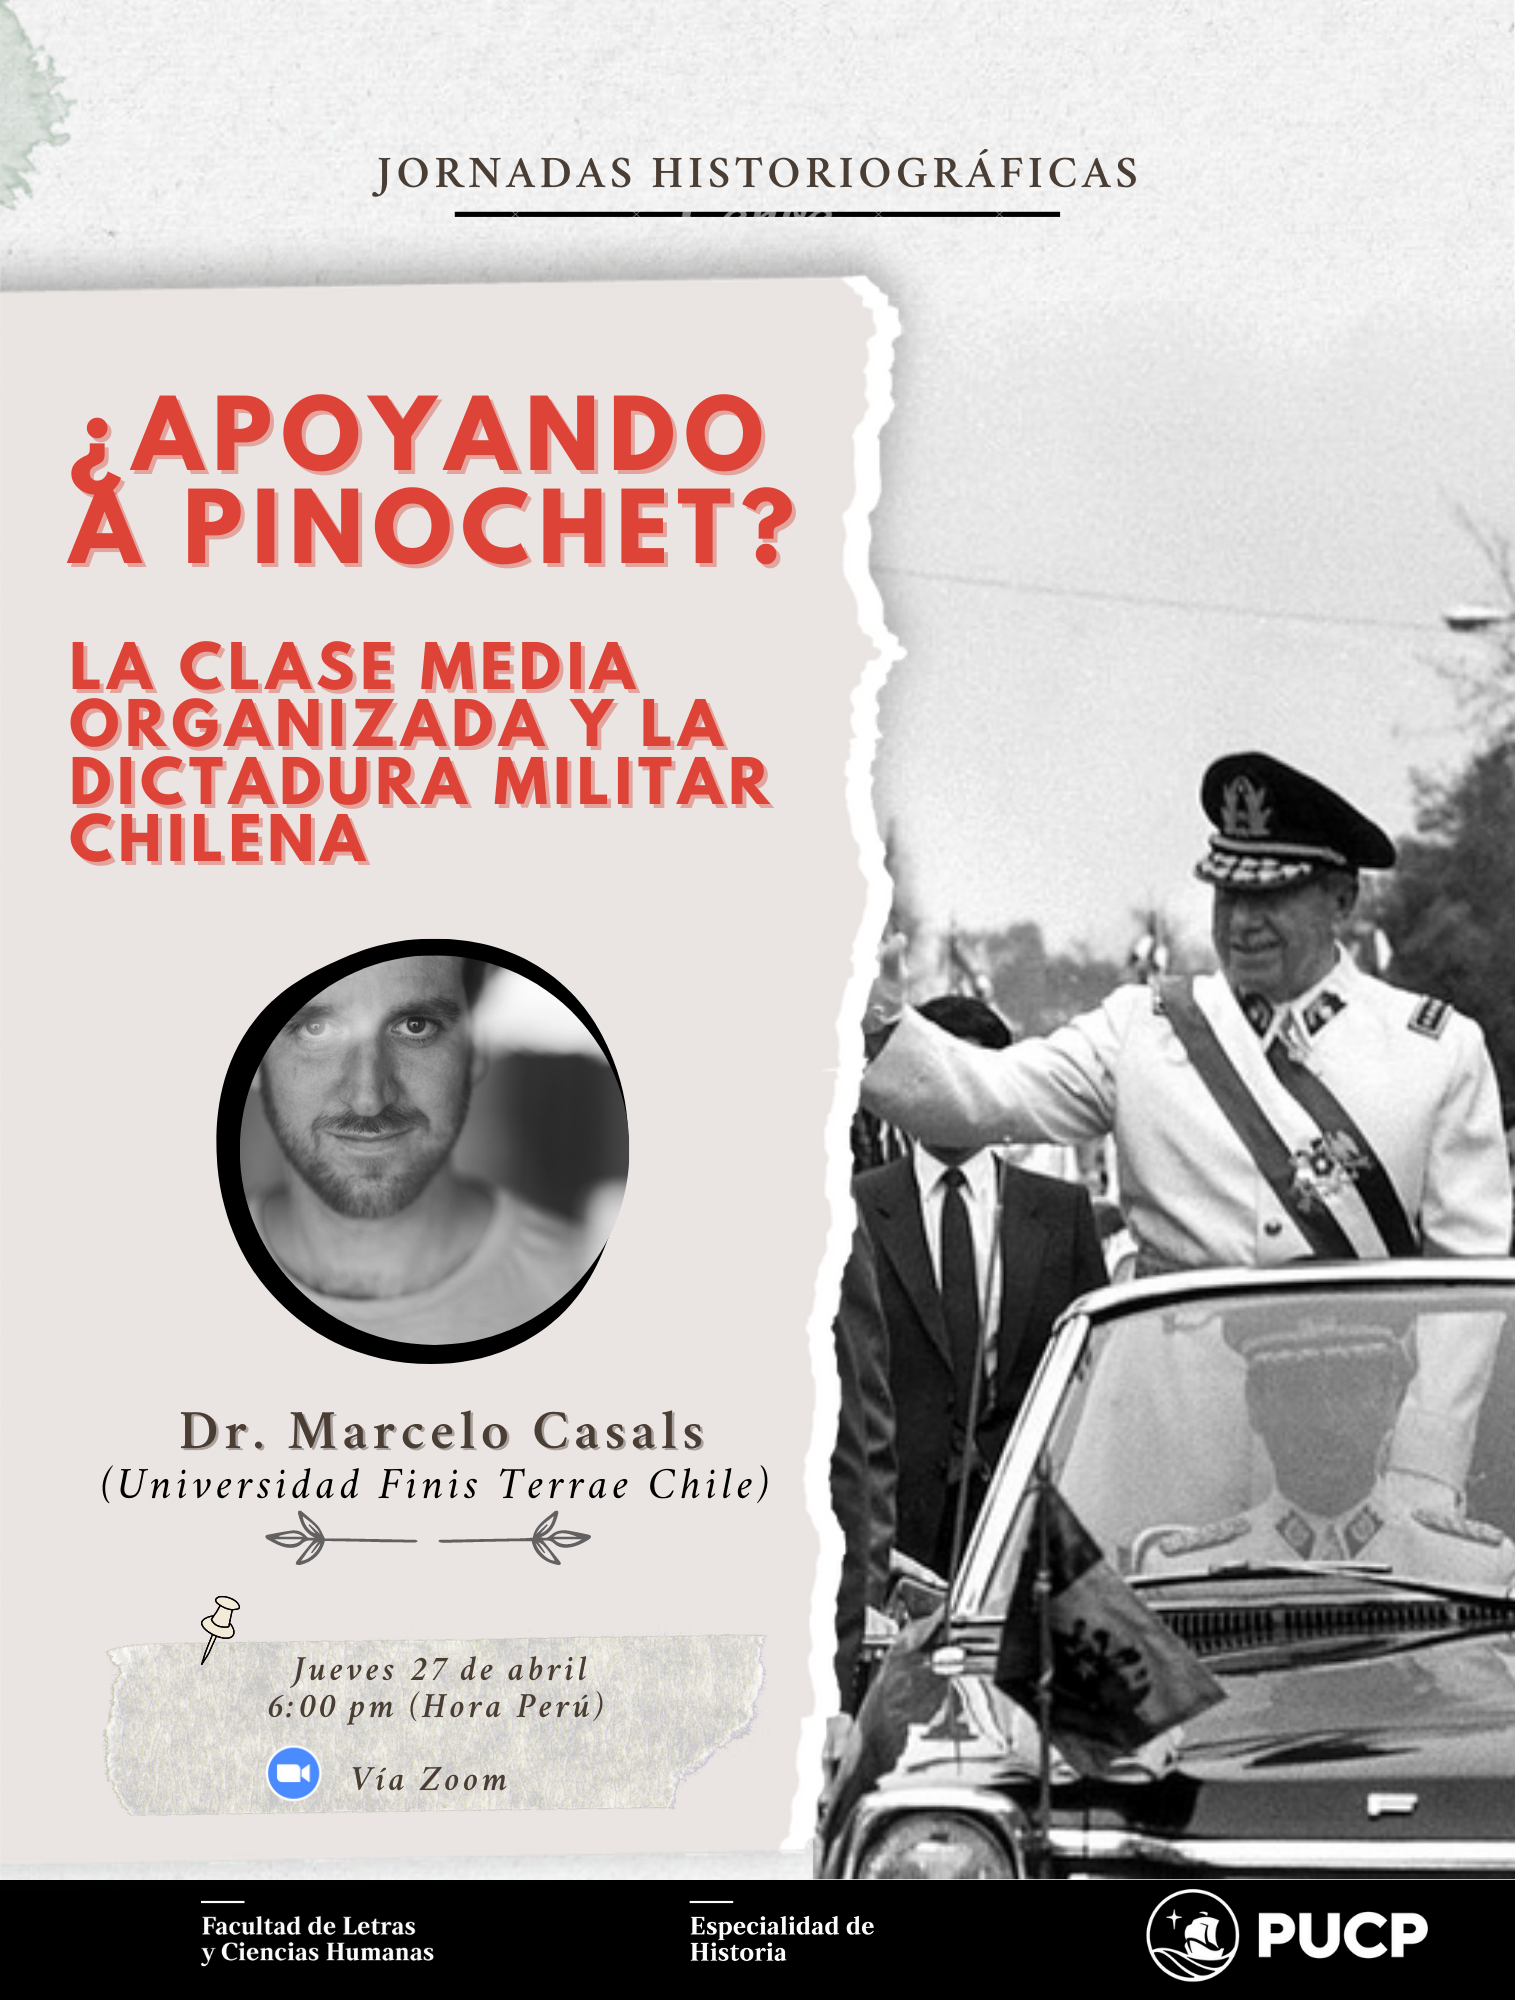 JORNADAS HISTORIOGRÁFICAS
¿APOYANDO
A PINOCHET?
LA CLASE MEDIA
ORGANIZADA Y LA
DICTADURA MILITAR
CHILENA
Dr. Marcelo Casals
(Universidad Finis Terrae Chile)
Jueves 27 de abril
6:00 pm (Hora Perú)
Vía Zoom
Facultad de Letras
y Ciencias Humanas
Especialidad de
Historia
PUCP